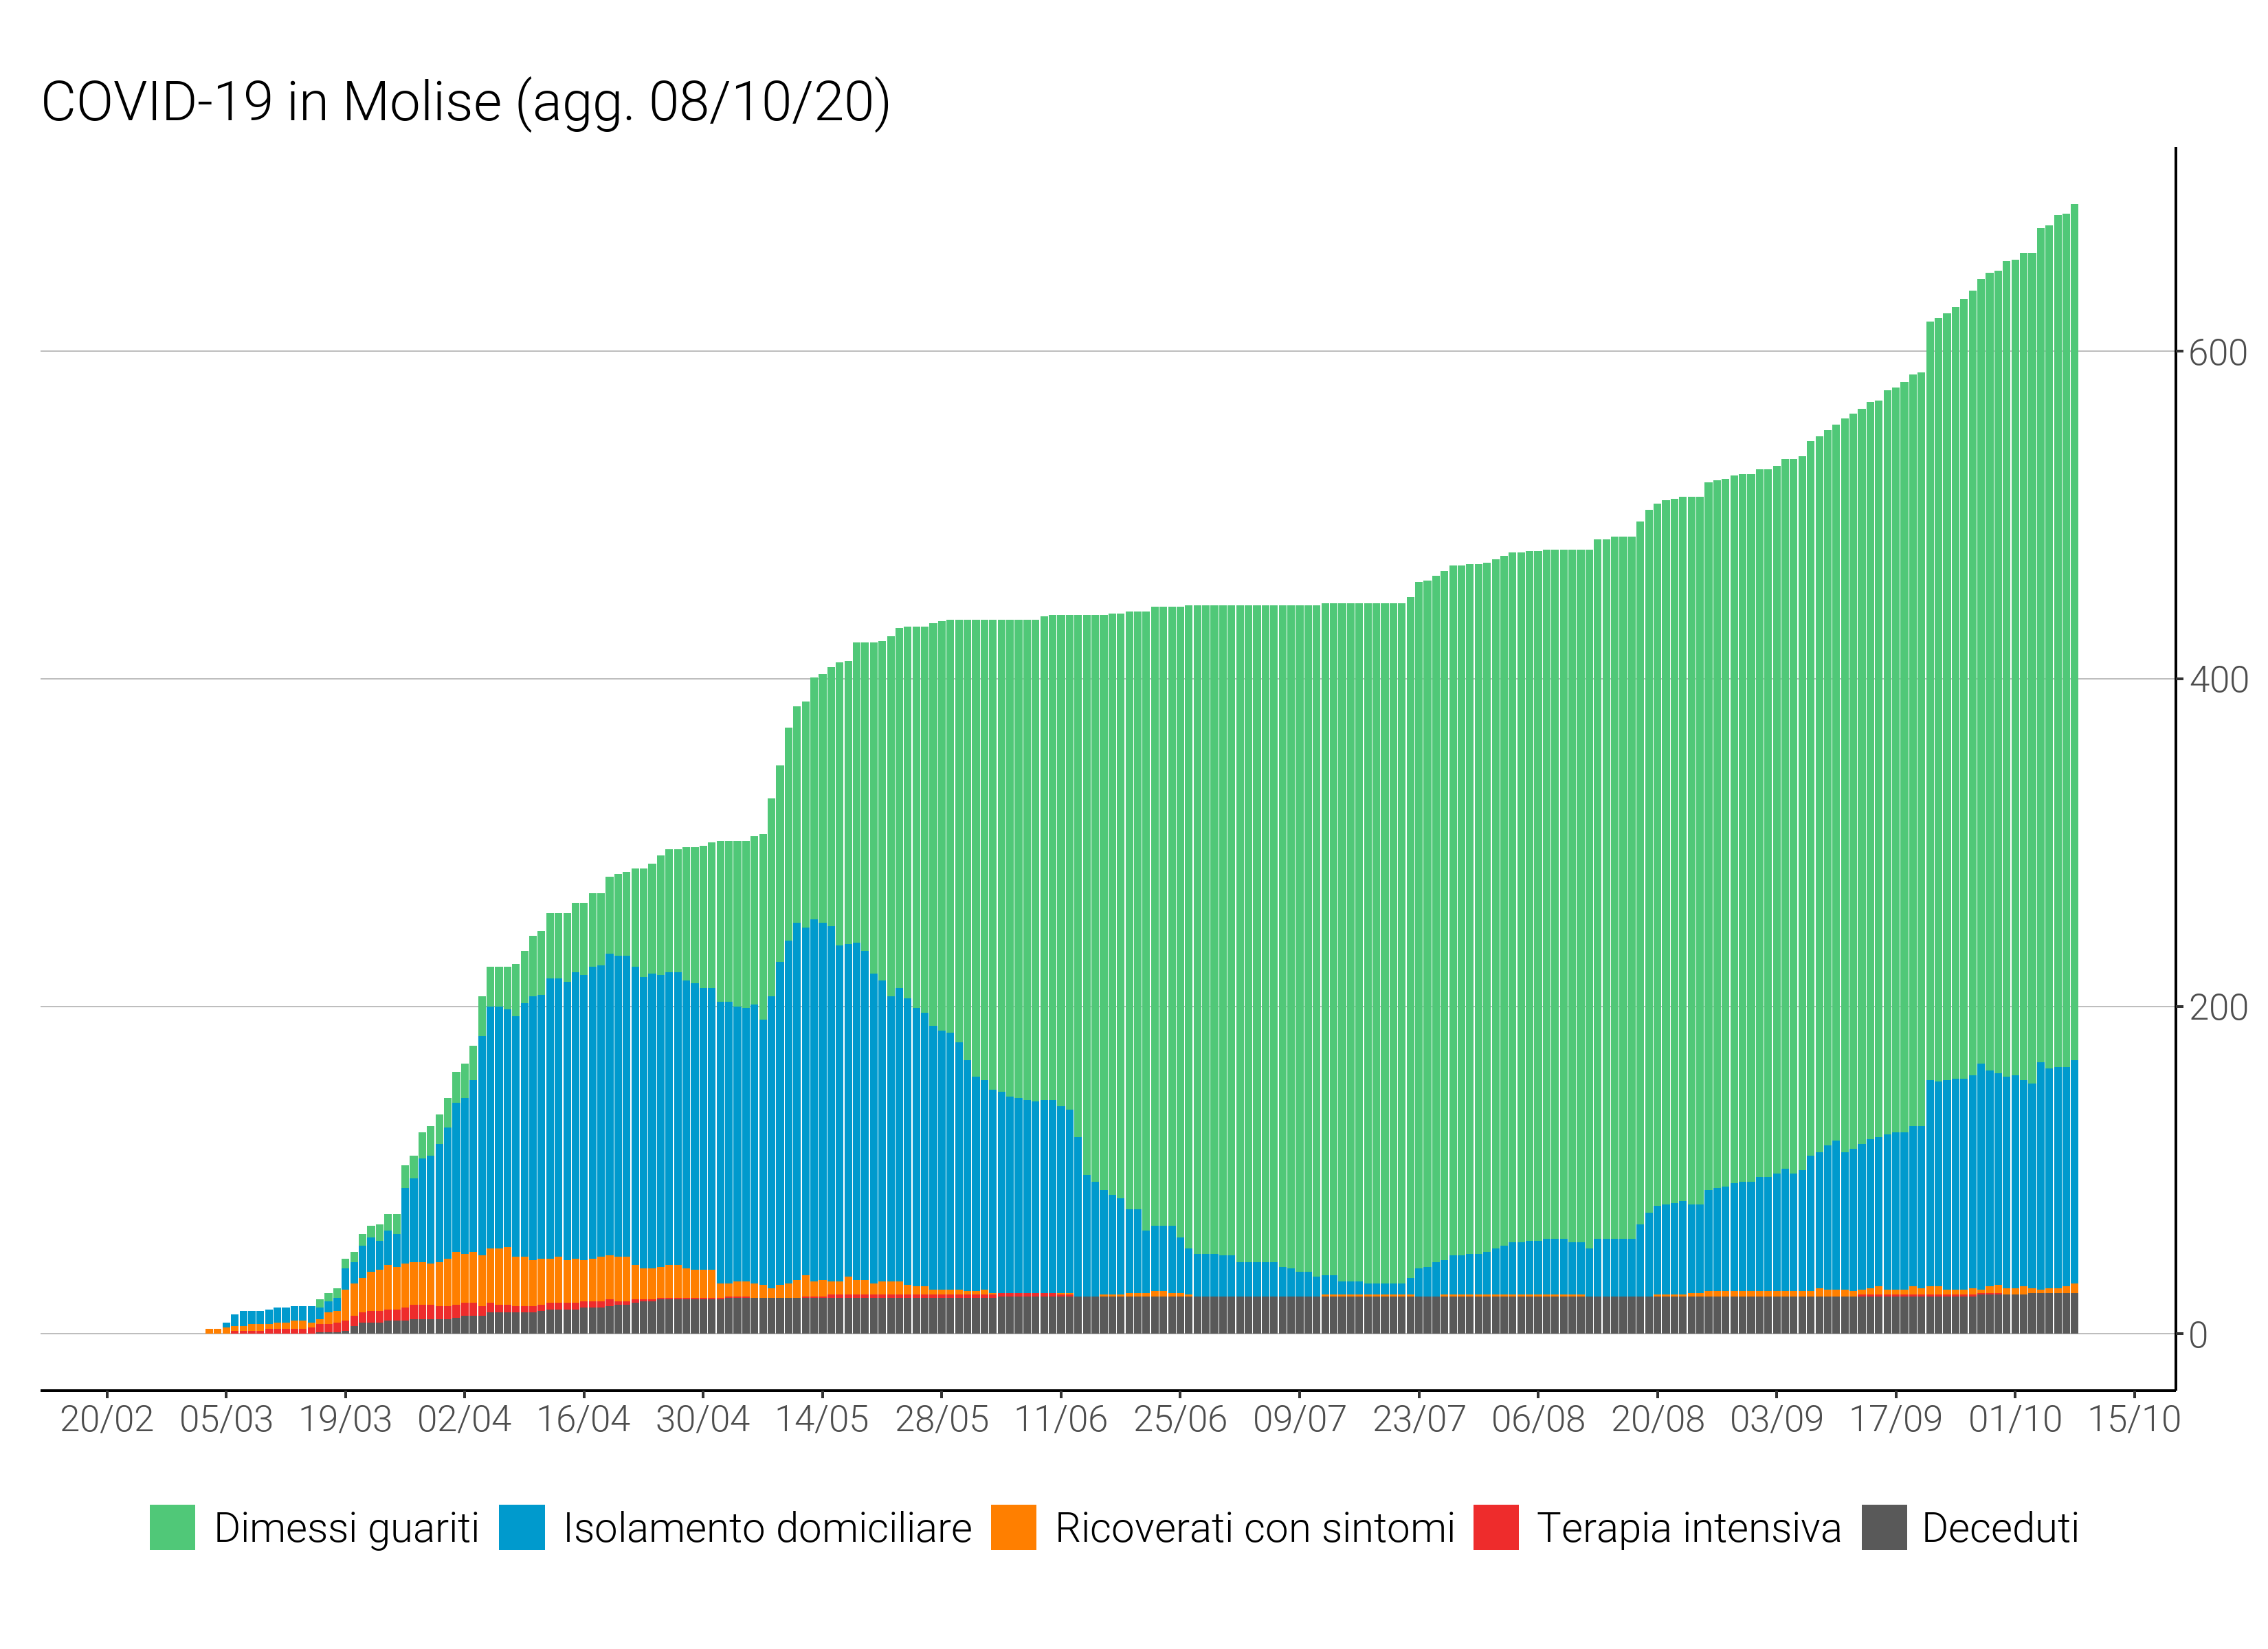 COVID-19 in Molise (agg. 08/10/20)
600
400
200
0
20/02 05/03 19/03 02/04 16/04 30/04 14/05 28/05 11/06 25/06 09/07 23/07 06/08 20/08 03/09 17/09 01/10 15/10
Dimessi guariti Isolamento domiciliare Ricoverati con sintomi Terapia intensiva Deceduti